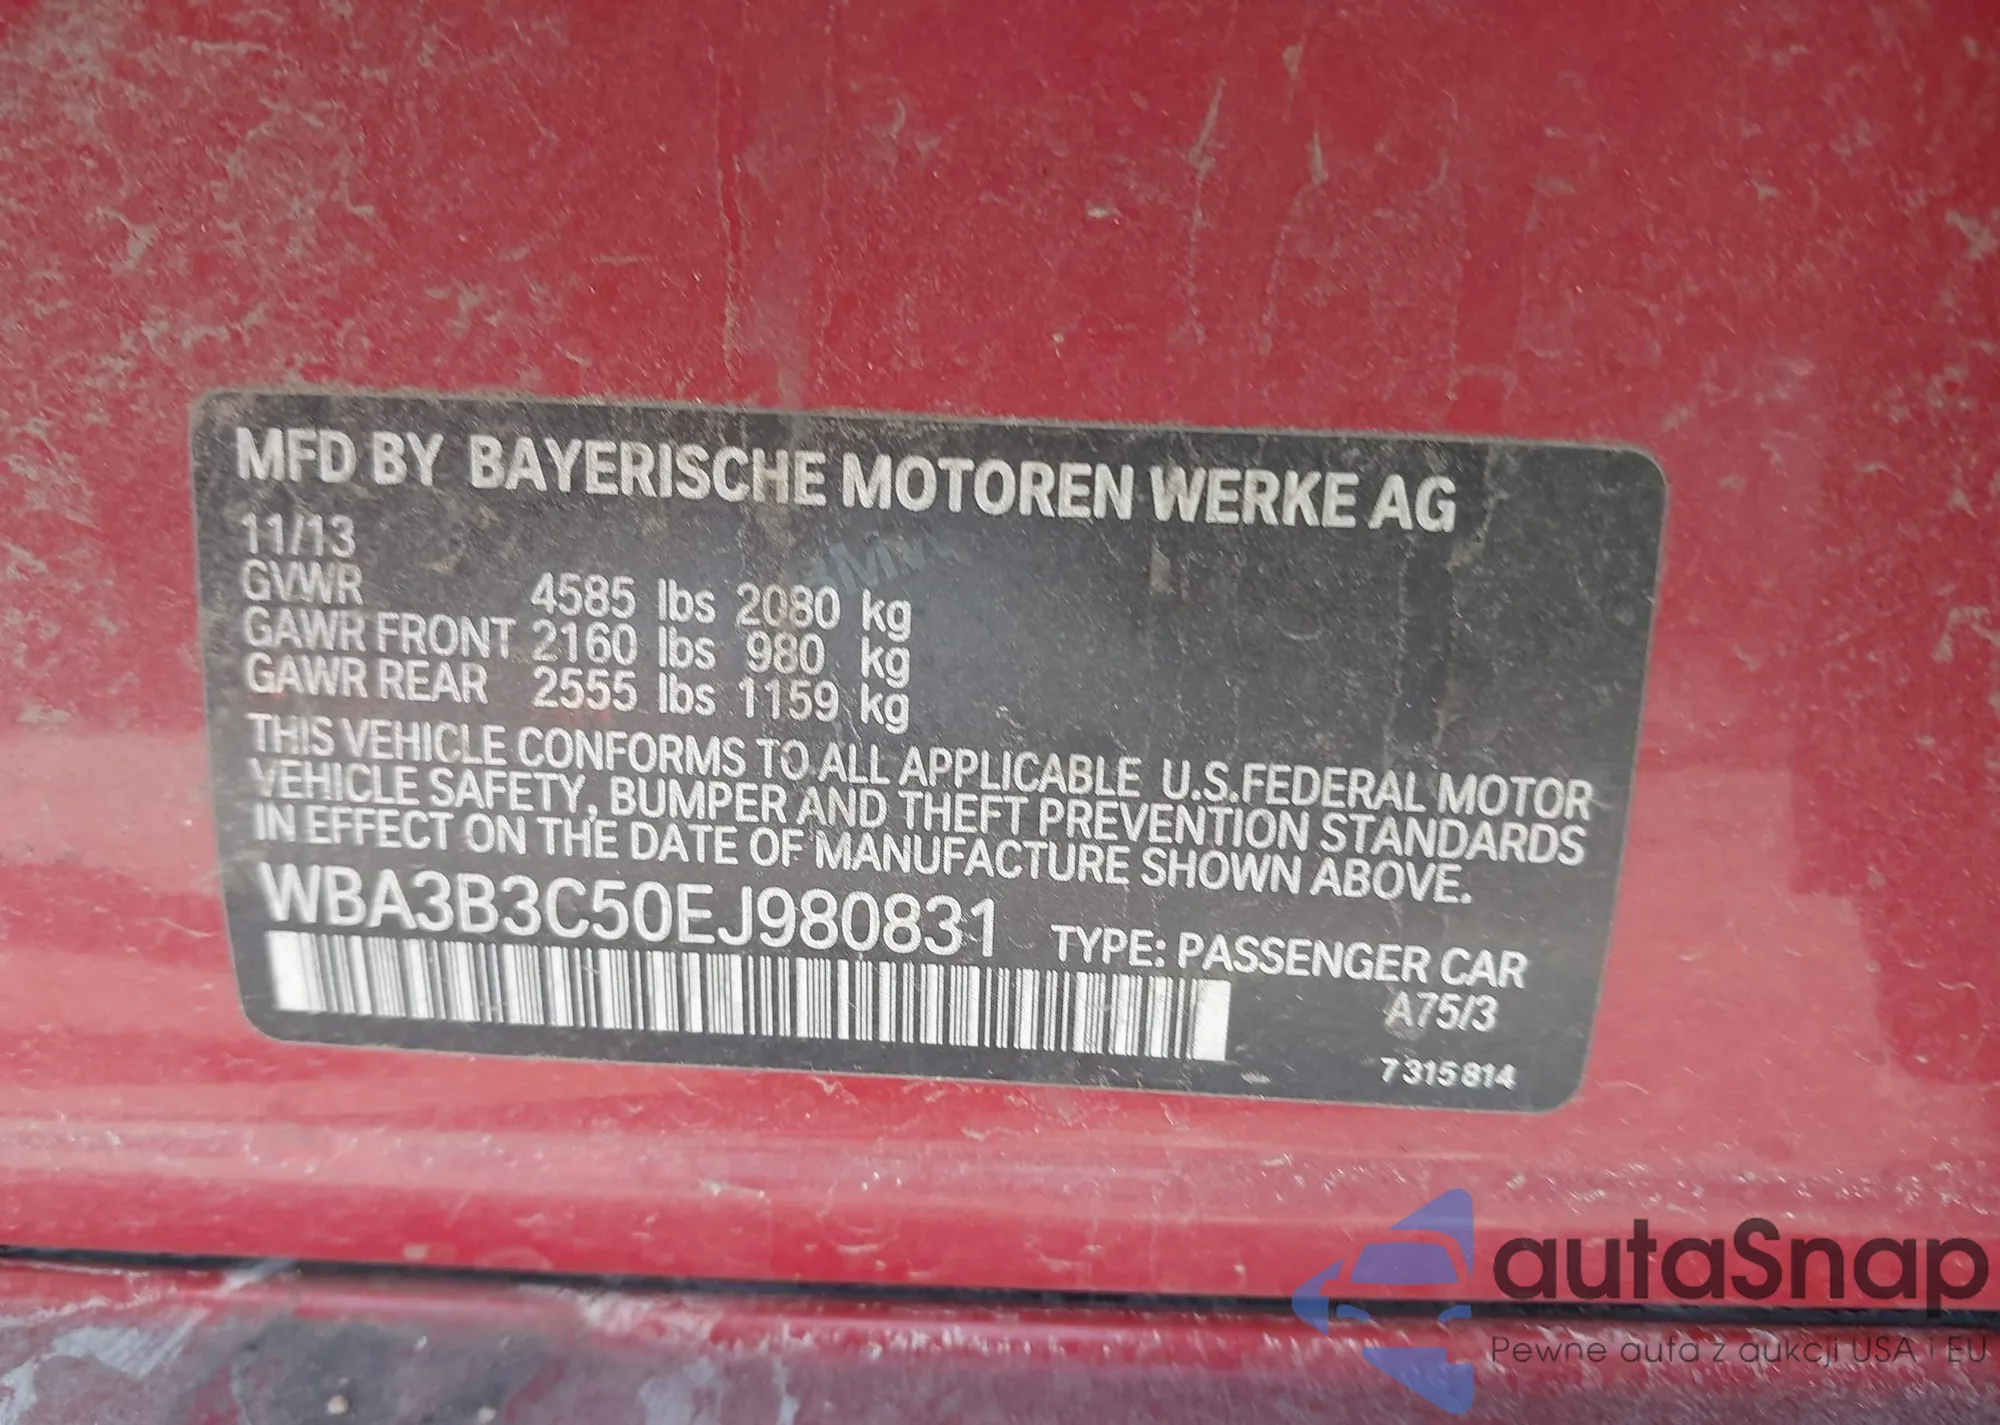 MFD BY BAYERISCHE MOTOREN WERKE AG
11/13
GVWR 4585 lbs 2080 kg
GAWR FRONT 2160 lbs 980 kg
GAWR REAR 2555 lbs 1159 kg
THIS VEHICLE CONFORMS TO ALL APPLICABLE U.S.FEDERAL MOTOR
VEHICLE SAFETY, BUMPER AND THEFT PREVENTION STANDARDS
IN EFFECT ON THE DATE OF MANUFACTURE SHOWN ABOVE.
WBA3B3C50EJ980831 TYPE: PASSENGER CAR
A75/3
7 315 814
autaSnap
Pewne auta z aukcji USA i EU